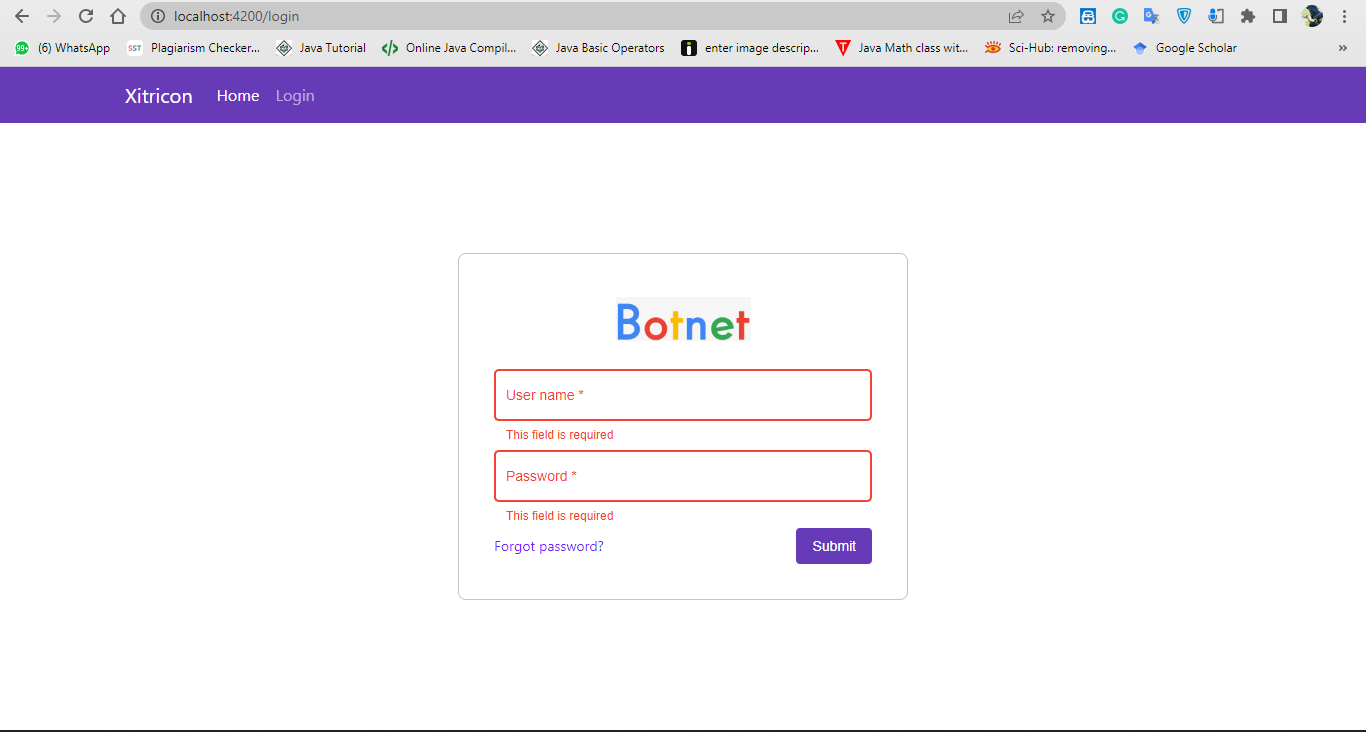 localhost:4200/login
99+ (6) WhatsApp SST Plagiarism Checker... Java Tutorial Online Java Compil... Java Basic Operators enter image descrip... T Java Math class wit... Sci-Hub: removing... Google Scholar »
Xitricon Home Login
Botnet
User name *
This field is required
Password *
This field is required
Forgot password? Submit